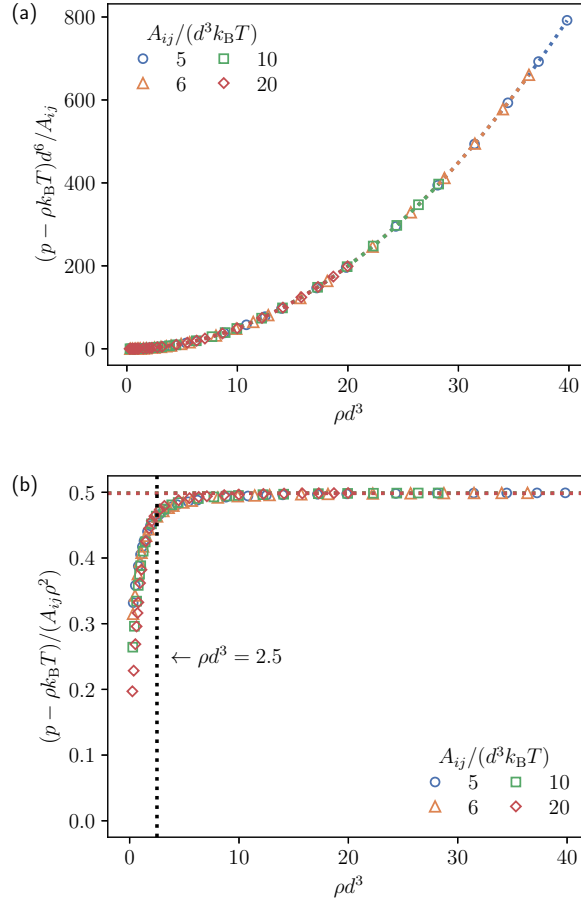 (a)
A_{ij}/(d^3 k_B T)
5 10
6 20
(p − ρk_BT)d^6/A_{ij}
800
600
400
200
0
0 10 20 30 40
ρd^3
(b)
(p − ρk_BT)/(A_{ij}ρ^2)
0.5
0.4
0.3
0.2
0.1
0.0
← ρd^3 = 2.5
A_{ij}/(d^3 k_B T)
5 10
6 20
0 10 20 30 40
ρd^3